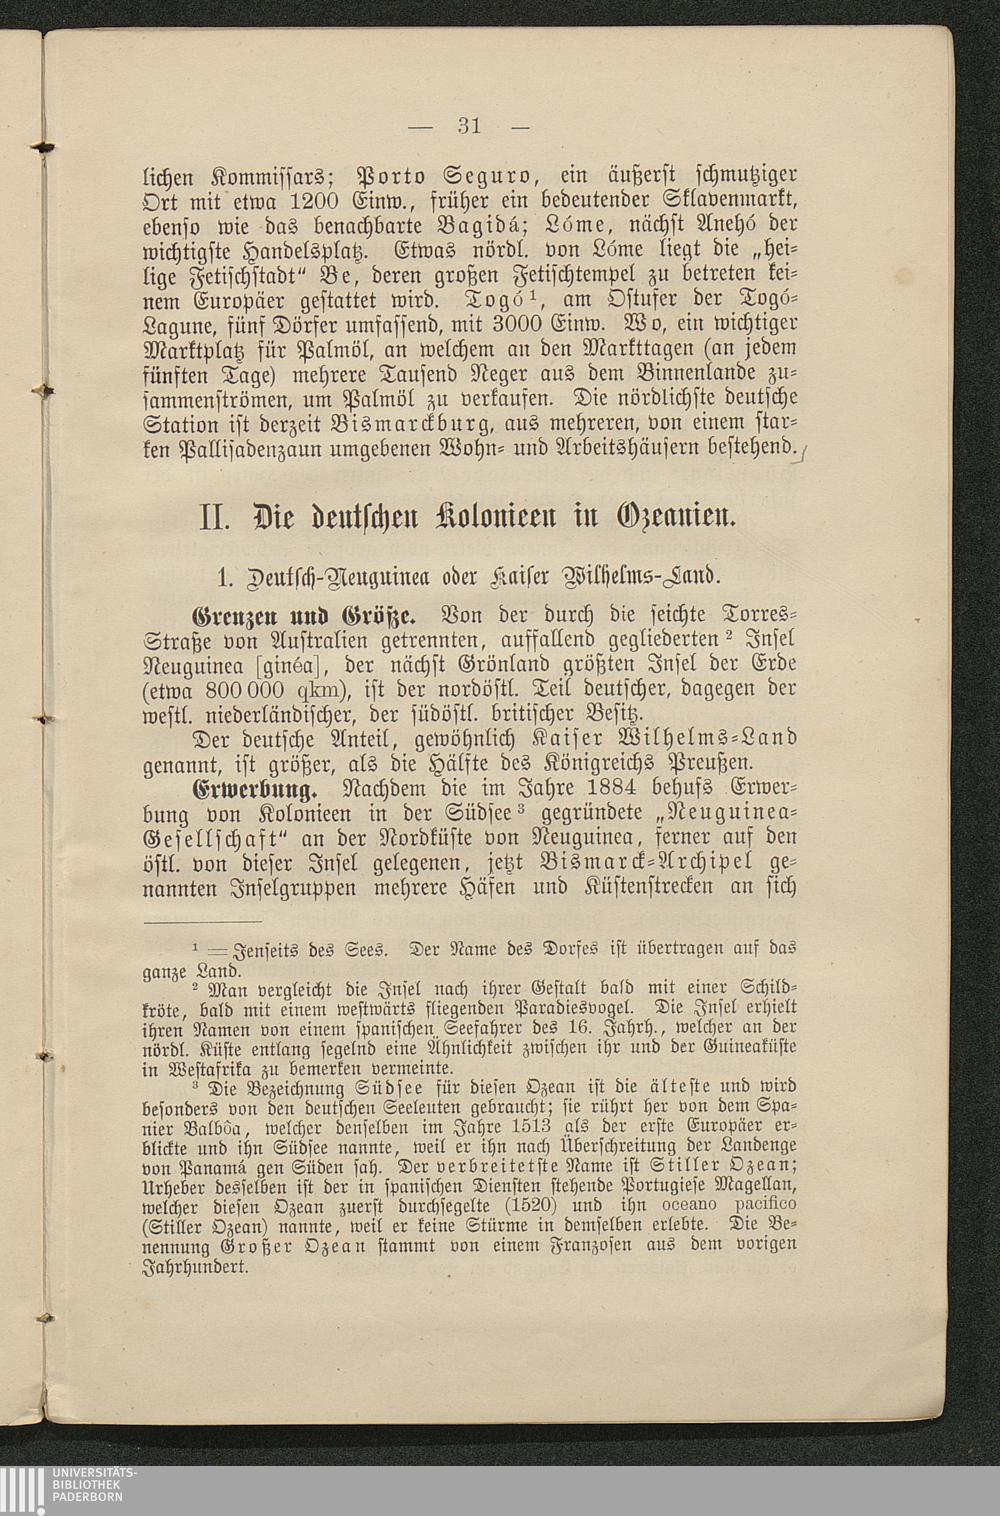 — 31 —
lichen Kommissars; Porto Seguro, ein äußerst schmutziger
Ort mit etwa 1200 Einw., früher ein bedeutender Sklavenmarkt,
ebenso wie das benachbarte Bagidá; Lóme, nächst Anehó der
wichtigste Handelsplatz. Etwas nördl. von Lóme liegt die „hei-
lige Fetischstadt“ Be, deren großen Fetischtempel zu betreten kei-
nem Europäer gestattet wird. Togó¹, am Ostufer der Togó-
Lagune, fünf Dörfer umfassend, mit 3000 Einw. Wo, ein wichtiger
Marktplatz für Palmöl, an welchem an den Markttagen (an jedem
fünften Tage) mehrere Tausend Neger aus dem Binnenlande zu-
sammenströmen, um Palmöl zu verkaufen. Die nördlichste deutsche
Station ist derzeit Bismarckburg, aus mehreren, von einem star-
ken Pallisadenzaun umgebenen Wohn- und Arbeitshäusern bestehend.
II. Die deutschen Kolonieen in Ozeanien.
1. Deutsch-Neuguinea oder Kaiser Wilhelms-Land.
Grenzen und Größe. Von der durch die seichte Torres-
Straße von Australien getrennten, auffallend gegliederten² Insel
Neuguinea [ginéa], der nächst Grönland größten Insel der Erde
(etwa 800 000 qkm), ist der nordöstl. Teil deutscher, dagegen der
westl. niederländischer, der südöstl. britischer Besitz.
Der deutsche Anteil, gewöhnlich Kaiser Wilhelms-Land
genannt, ist größer, als die Hälfte des Königreichs Preußen.
Erwerbung. Nachdem die im Jahre 1884 behufs Erwer-
bung von Kolonieen in der Südsee³ gegründete „Neuguinea-
Gesellschaft“ an der Nordküste von Neuguinea, ferner auf den
östl. von dieser Insel gelegenen, jetzt Bismarck-Archipel ge-
nannten Inselgruppen mehrere Häfen und Küstenstrecken an sich
¹ = Jenseits des Sees. Der Name des Dorfes ist übertragen auf das
ganze Land.
² Man vergleicht die Insel nach ihrer Gestalt bald mit einer Schild-
kröte, bald mit einem westwärts fliegenden Paradiesvogel. Die Insel erhielt
ihren Namen von einem spanischen Seefahrer des 16. Jahrh., welcher an der
nördl. Küste entlang segelnd eine Ähnlichkeit zwischen ihr und der Guineaküste
in Westafrika zu bemerken vermeinte.
³ Die Bezeichnung Südsee für diesen Ozean ist die älteste und wird
besonders von den deutschen Seeleuten gebraucht; sie rührt her von dem Spa-
nier Balbôa, welcher denselben im Jahre 1513 als der erste Europäer er-
blickte und ihn Südsee nannte, weil er ihn nach Überschreitung der Landenge
von Panamá gen Süden sah. Der verbreitetste Name ist Stiller Ozean;
Urheber desselben ist der in spanischen Diensten stehende Portugiese Magellan,
welcher diesen Ozean zuerst durchsegelte (1520) und ihn oceano pacifico
(Stiller Ozean) nannte, weil er keine Stürme in demselben erlebte. Die Be-
nennung Großer Ozean stammt von einem Franzosen aus dem vorigen
Jahrhundert.
UNIVERSITÄTS-
BIBLIOTHEK
PADERBORN